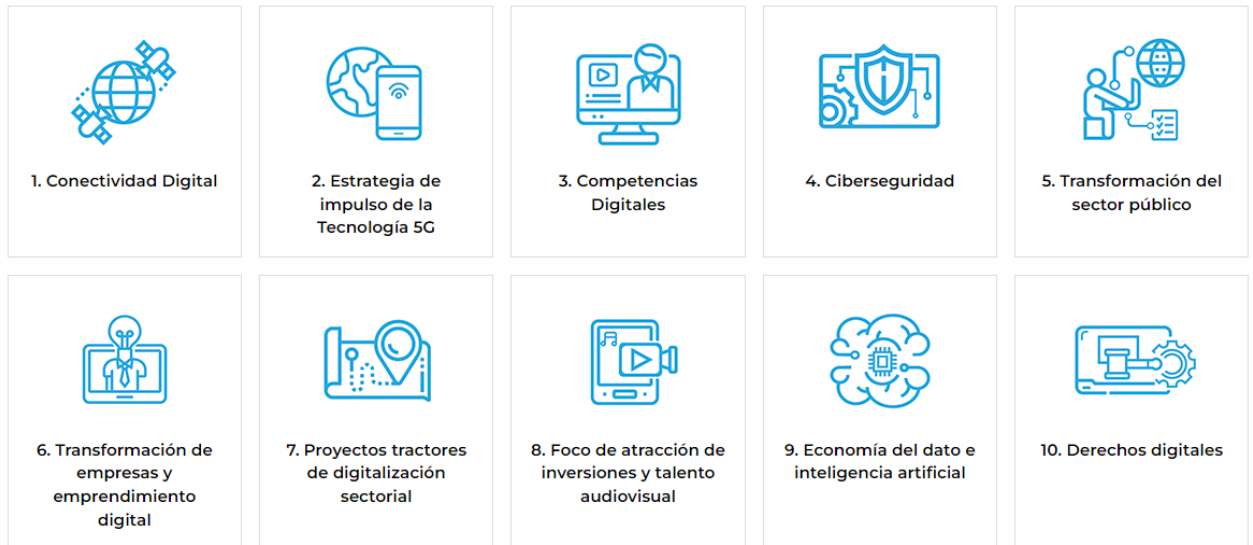 1. Conectividad Digital
2. Estrategia de
impulso de la
Tecnología 5G
3. Competencias
Digitales
4. Ciberseguridad
5. Transformación del
sector público
6. Transformación de
empresas y
emprendimiento
digital
7. Proyectos tractores
de digitalización
sectorial
8. Foco de atracción de
inversiones y talento
audiovisual
9. Economía del dato e
inteligencia artificial
10. Derechos digitales